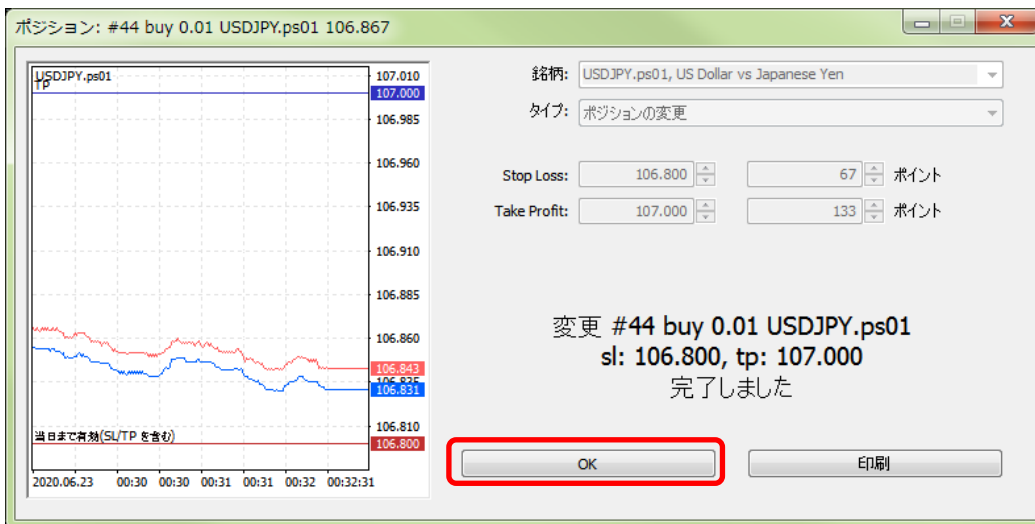 ポジション: #44 buy 0.01 USDJPY.ps01 106.867
USDJPY.ps01
TP
107.010
107.000
106.985
106.960
106.935
106.910
106.885
106.860
106.843
106.835
106.831
106.810
106.800
当日まで有効(SL/TP を含む)
2020.06.23 00:30 00:30 00:31 00:31 00:32 00:32:31
銘柄: USDJPY.ps01, US Dollar vs Japanese Yen
タイプ: ポジションの変更
Stop Loss: 106.800 67 ポイント
Take Profit: 107.000 133 ポイント
変更 #44 buy 0.01 USDJPY.ps01
sl: 106.800, tp: 107.000
完了しました
OK 印刷